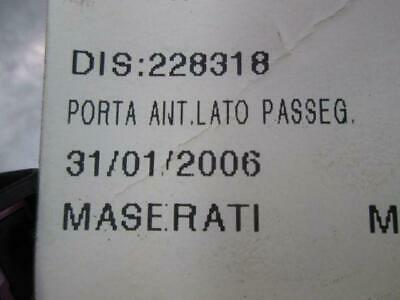 DIS:228318
PORTA ANT.LATO PASSEG.
31/01/2006
MASERATI M